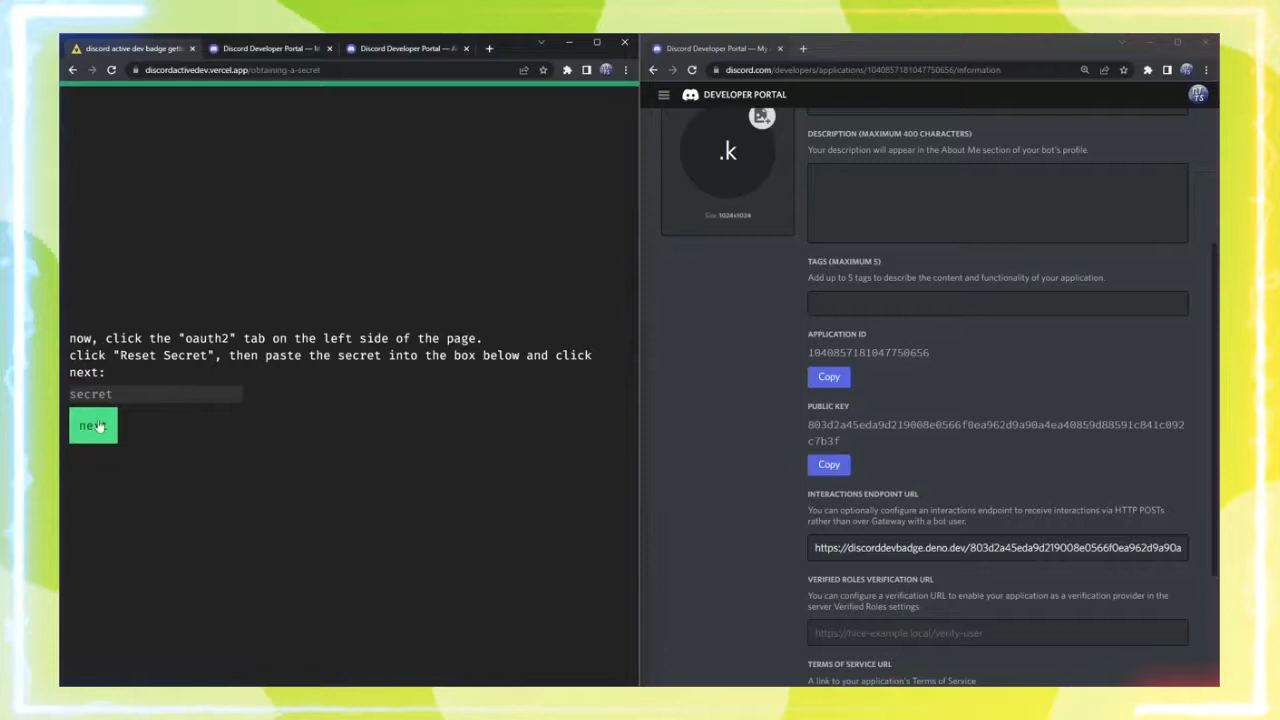 discord active dev badge gett
Discord Developer Portal —
Discord Developer Portal —
discordactivedev.vercel.app/obtaining-a-secret
now, click the "oauth2" tab on the left side of the page.
click "Reset Secret", then paste the secret into the box below and click
next:
secret
Discord Developer Portal — My
discord.com/developers/applications/1040857181047750656/information
DEVELOPER PORTAL
.k
Size: 1024x1024
DESCRIPTION (MAXIMUM 400 CHARACTERS)
Your description will appear in the About Me section of your bot's profile.
TAGS (MAXIMUM 5)
Add up to 5 tags to describe the content and functionality of your application.
APPLICATION ID
1040857181047750656
Copy
PUBLIC KEY
803d2a45eda9d219008e0566f0ea962d9a90a4ea40859d88591c841c092
c7b3f
Copy
INTERACTIONS ENDPOINT URL
You can optionally configure an interactions endpoint to receive interactions via HTTP POSTs
rather than over Gateway with a bot user.
https://discorddevbadge.deno.dev/803d2a45eda9d219008e0566f0ea962d9a90a
VERIFIED ROLES VERIFICATION URL
You can configure a verification URL to enable your application as a verification provider in the
server Verified Roles settings
https://nice-example.local/verify-user
TERMS OF SERVICE URL
A link to your application's Terms of Service